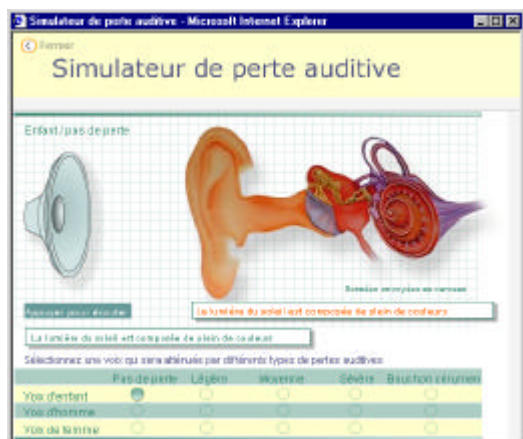 Simulateur de perte auditive - Microsoft Internet Explorer
Fermer
Simulateur de perte auditive
Enfant/pas de perte
Appuyer pour écouter
La lumière du soleil est composée de plein de couleurs
La lumière du soleil est composée de plein de couleurs
Sélectionnez une voix qui sera atténuée par différents types de pertes auditives
Pas de perte Légère Moyenne Sévère Bouchon cérumen
Voix d'enfant
Voix d'homme
Voix de femme